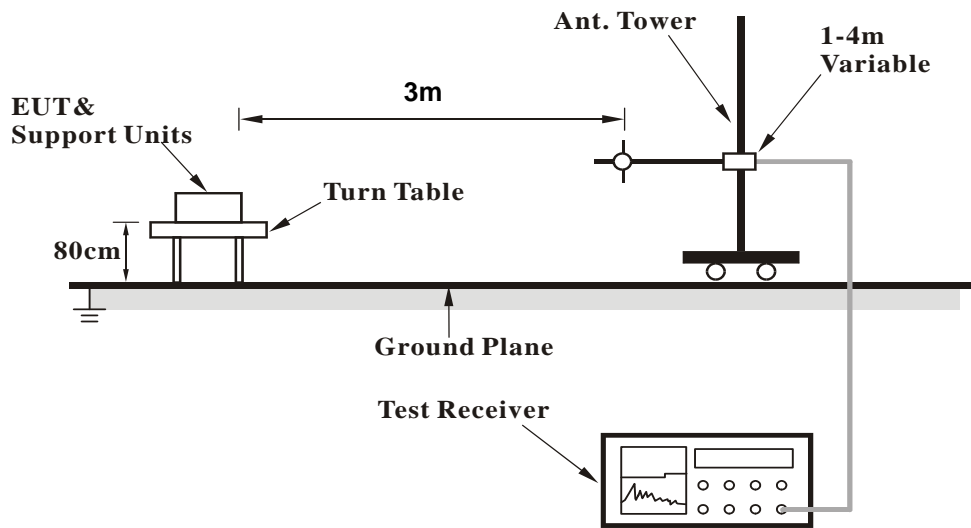 Ant. Tower
1-4m
Variable
3m
EUT&
Support Units
Turn Table
80cm
Ground Plane
Test Receiver